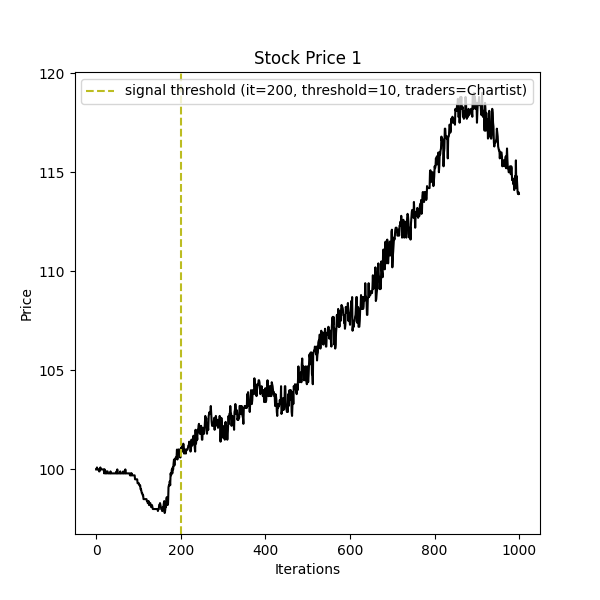 Stock Price 1
signal threshold (it=200, threshold=10, traders=Chartist)
120
115
110
105
100
Price
0 200 400 600 800 1000
Iterations